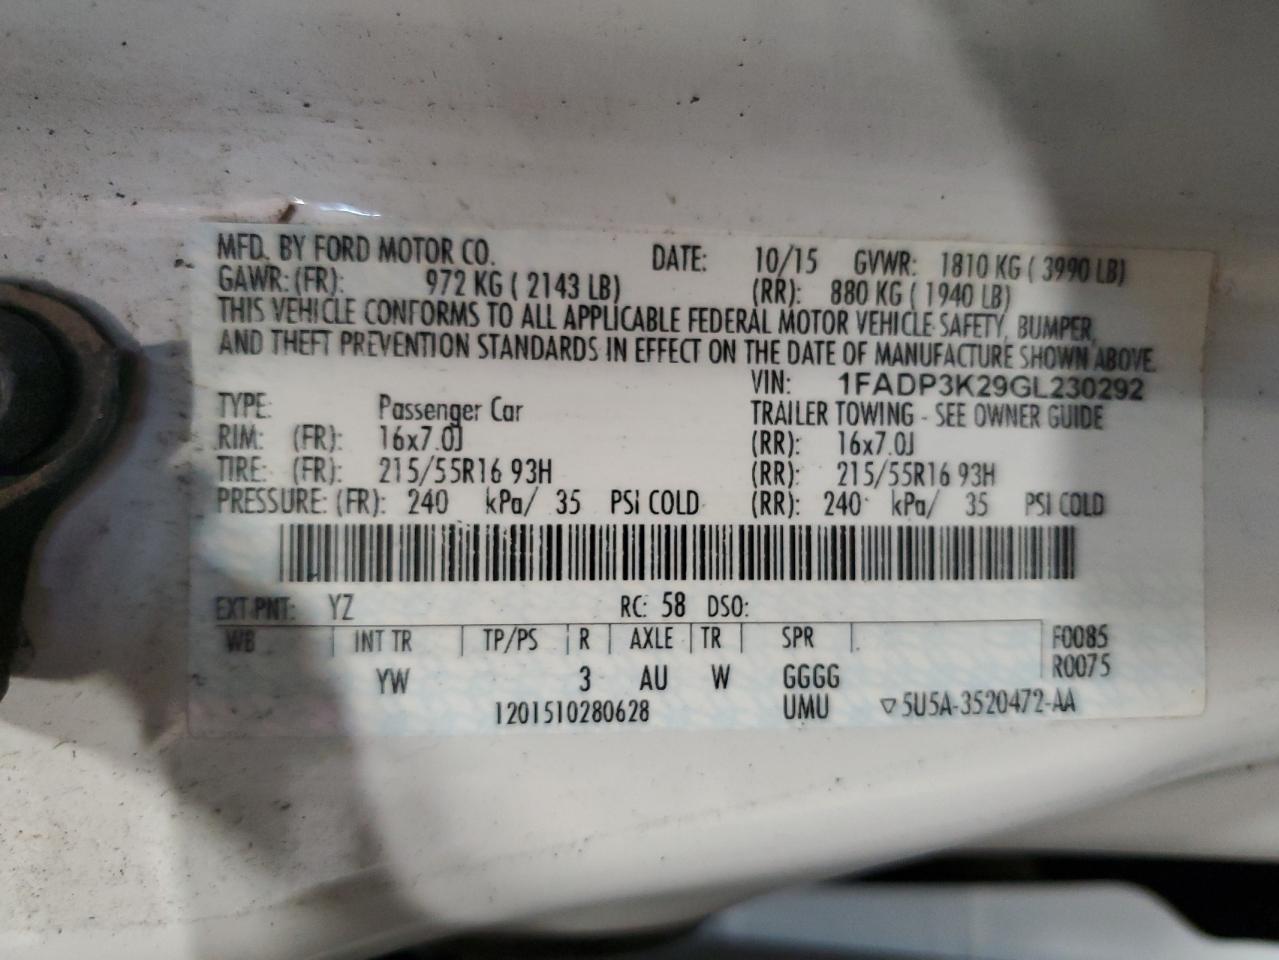 MFD. BY FORD MOTOR CO. DATE: 10/15 GVWR: 1810 KG ( 3990 LB)
GAWR: (FR): 972 KG ( 2143 LB) (RR): 880 KG ( 1940 LB)
THIS VEHICLE CONFORMS TO ALL APPLICABLE FEDERAL MOTOR VEHICLE SAFETY, BUMPER,
AND THEFT PREVENTION STANDARDS IN EFFECT ON THE DATE OF MANUFACTURE SHOWN ABOVE.
VIN: 1FADP3K29GL230292
TYPE: Passenger Car TRAILER TOWING - SEE OWNER GUIDE
RIM: (FR): 16x7.0J (RR): 16x7.0J
TIRE: (FR): 215/55R16 93H (RR): 215/55R16 93H
PRESSURE: (FR): 240 kPa/ 35 PSI COLD (RR): 240 kPa/ 35 PSI COLD
EXT PNT: YZ RC: 58 DSO:
WB INT TR TP/PS R AXLE TR SPR F0085
YW 3 AU W GGGG R0075
1201510280628 UMU ▽5U5A-3520472-AA